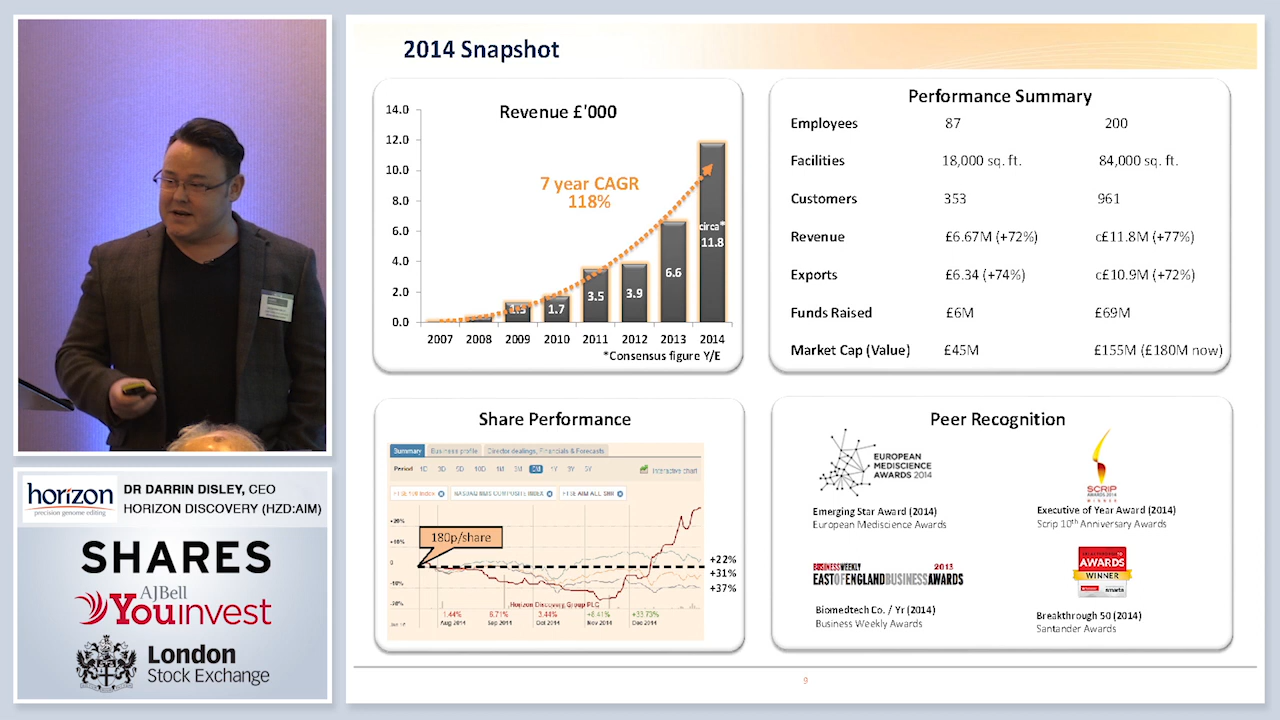 2014 Snapshot
Revenue £'000
14.0
12.0
10.0
8.0
6.0
4.0
2.0
0.0
7 year CAGR
118%
1.3
1.7
3.5
3.9
6.6
circa*
11.8
2007 2008 2009 2010 2011 2012 2013 2014
*Consensus figure Y/E
Performance Summary
Employees 87 200
Facilities 18,000 sq. ft. 84,000 sq. ft.
Customers 353 961
Revenue £6.67M (+72%) c£11.8M (+77%)
Exports £6.34 (+74%) c£10.9M (+72%)
Funds Raised £6M £69M
Market Cap (Value) £45M £155M (£180M now)
Share Performance
Summary Business profile Director dealings, Financials & Forecasts
Period 1D 3D 5D 10D 1M 3M 6M 1Y 3Y 5Y Interactive chart
FTSE 100 Index NASDAQ COMPOSITE INDEX FTSE AIM ALL SHR
+20%
180p/share
0
+22%
+31%
+37%
Horizon Discovery Group PLC
1.44% 6.71% 3.44% +8.41% +33.73%
Aug 2014 Sep 2014 Oct 2014 Nov 2014 Dec 2014
Peer Recognition
EUROPEAN
MEDISCIENCE
AWARDS 2014
Emerging Star Award (2014)
European Mediscience Awards
SCRIP
AWARDS 2014
WINNER
Executive of Year Award (2014)
Scrip 10th Anniversary Awards
BUSINESS WEEKLY 2013
EAST OF ENGLAND BUSINESS AWARDS
Biomedtech Co. / Yr (2014)
Business Weekly Awards
AWARDS
WINNER
Breakthrough 50 (2014)
Santander Awards
9
horizon
precision genome editing
DR DARRIN DISLEY, CEO
HORIZON DISCOVERY (HZD:AIM)
SHARES
AJBell
Youinvest
London
Stock Exchange